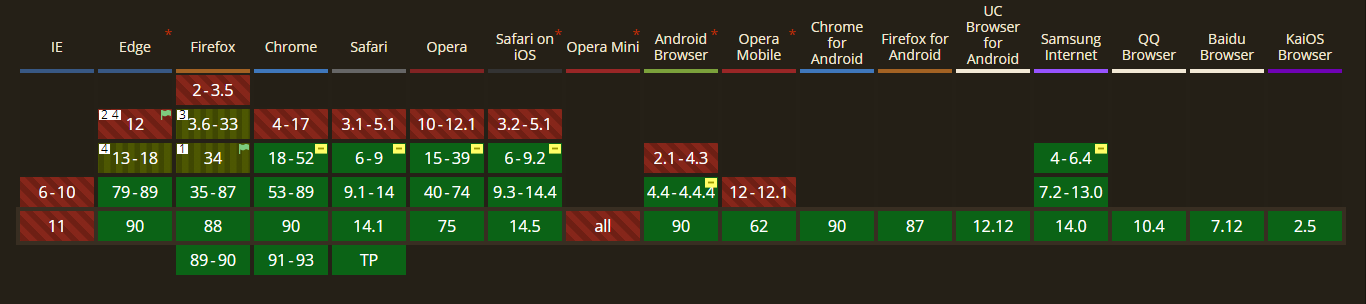 IE Edge * Firefox Chrome Safari Opera Safari on iOS * Opera Mini * Android Browser * Opera Mobile * Chrome for Android Firefox for Android UC Browser for Android Samsung Internet QQ Browser Baidu Browser KaiOS Browser
2-3.5
2 4 12 3 3.6-33 4-17 3.1-5.1 10-12.1 3.2-5.1
4 13-18 1 34 18-52 6-9 15-39 6-9.2 2.1-4.3 4-6.4
6-10 79-89 35-87 53-89 9.1-14 40-74 9.3-14.4 4.4-4.4.4 12-12.1 7.2-13.0
11 90 88 90 14.1 75 14.5 all 90 62 90 87 12.12 14.0 10.4 7.12 2.5
89-90 91-93 TP